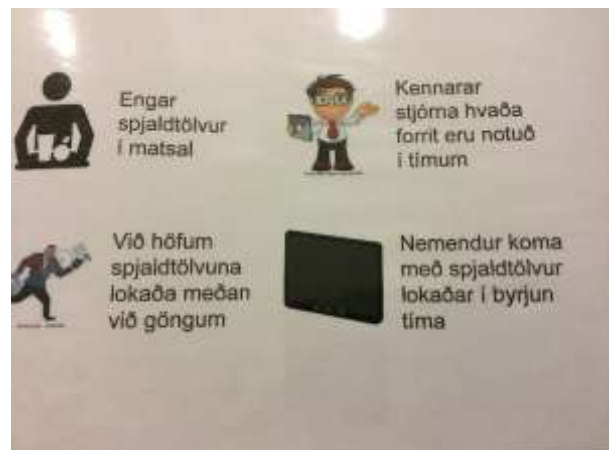 Engar
spjaldtölvur
í matsal
Kennarar
stjórna hvaða
forrit eru notuð
í tímum
Við höfum
spjaldtölvuna
lokaða meðan
við göngum
Nemendur koma
með spjaldtölvur
lokaðar í byrjun
tíma